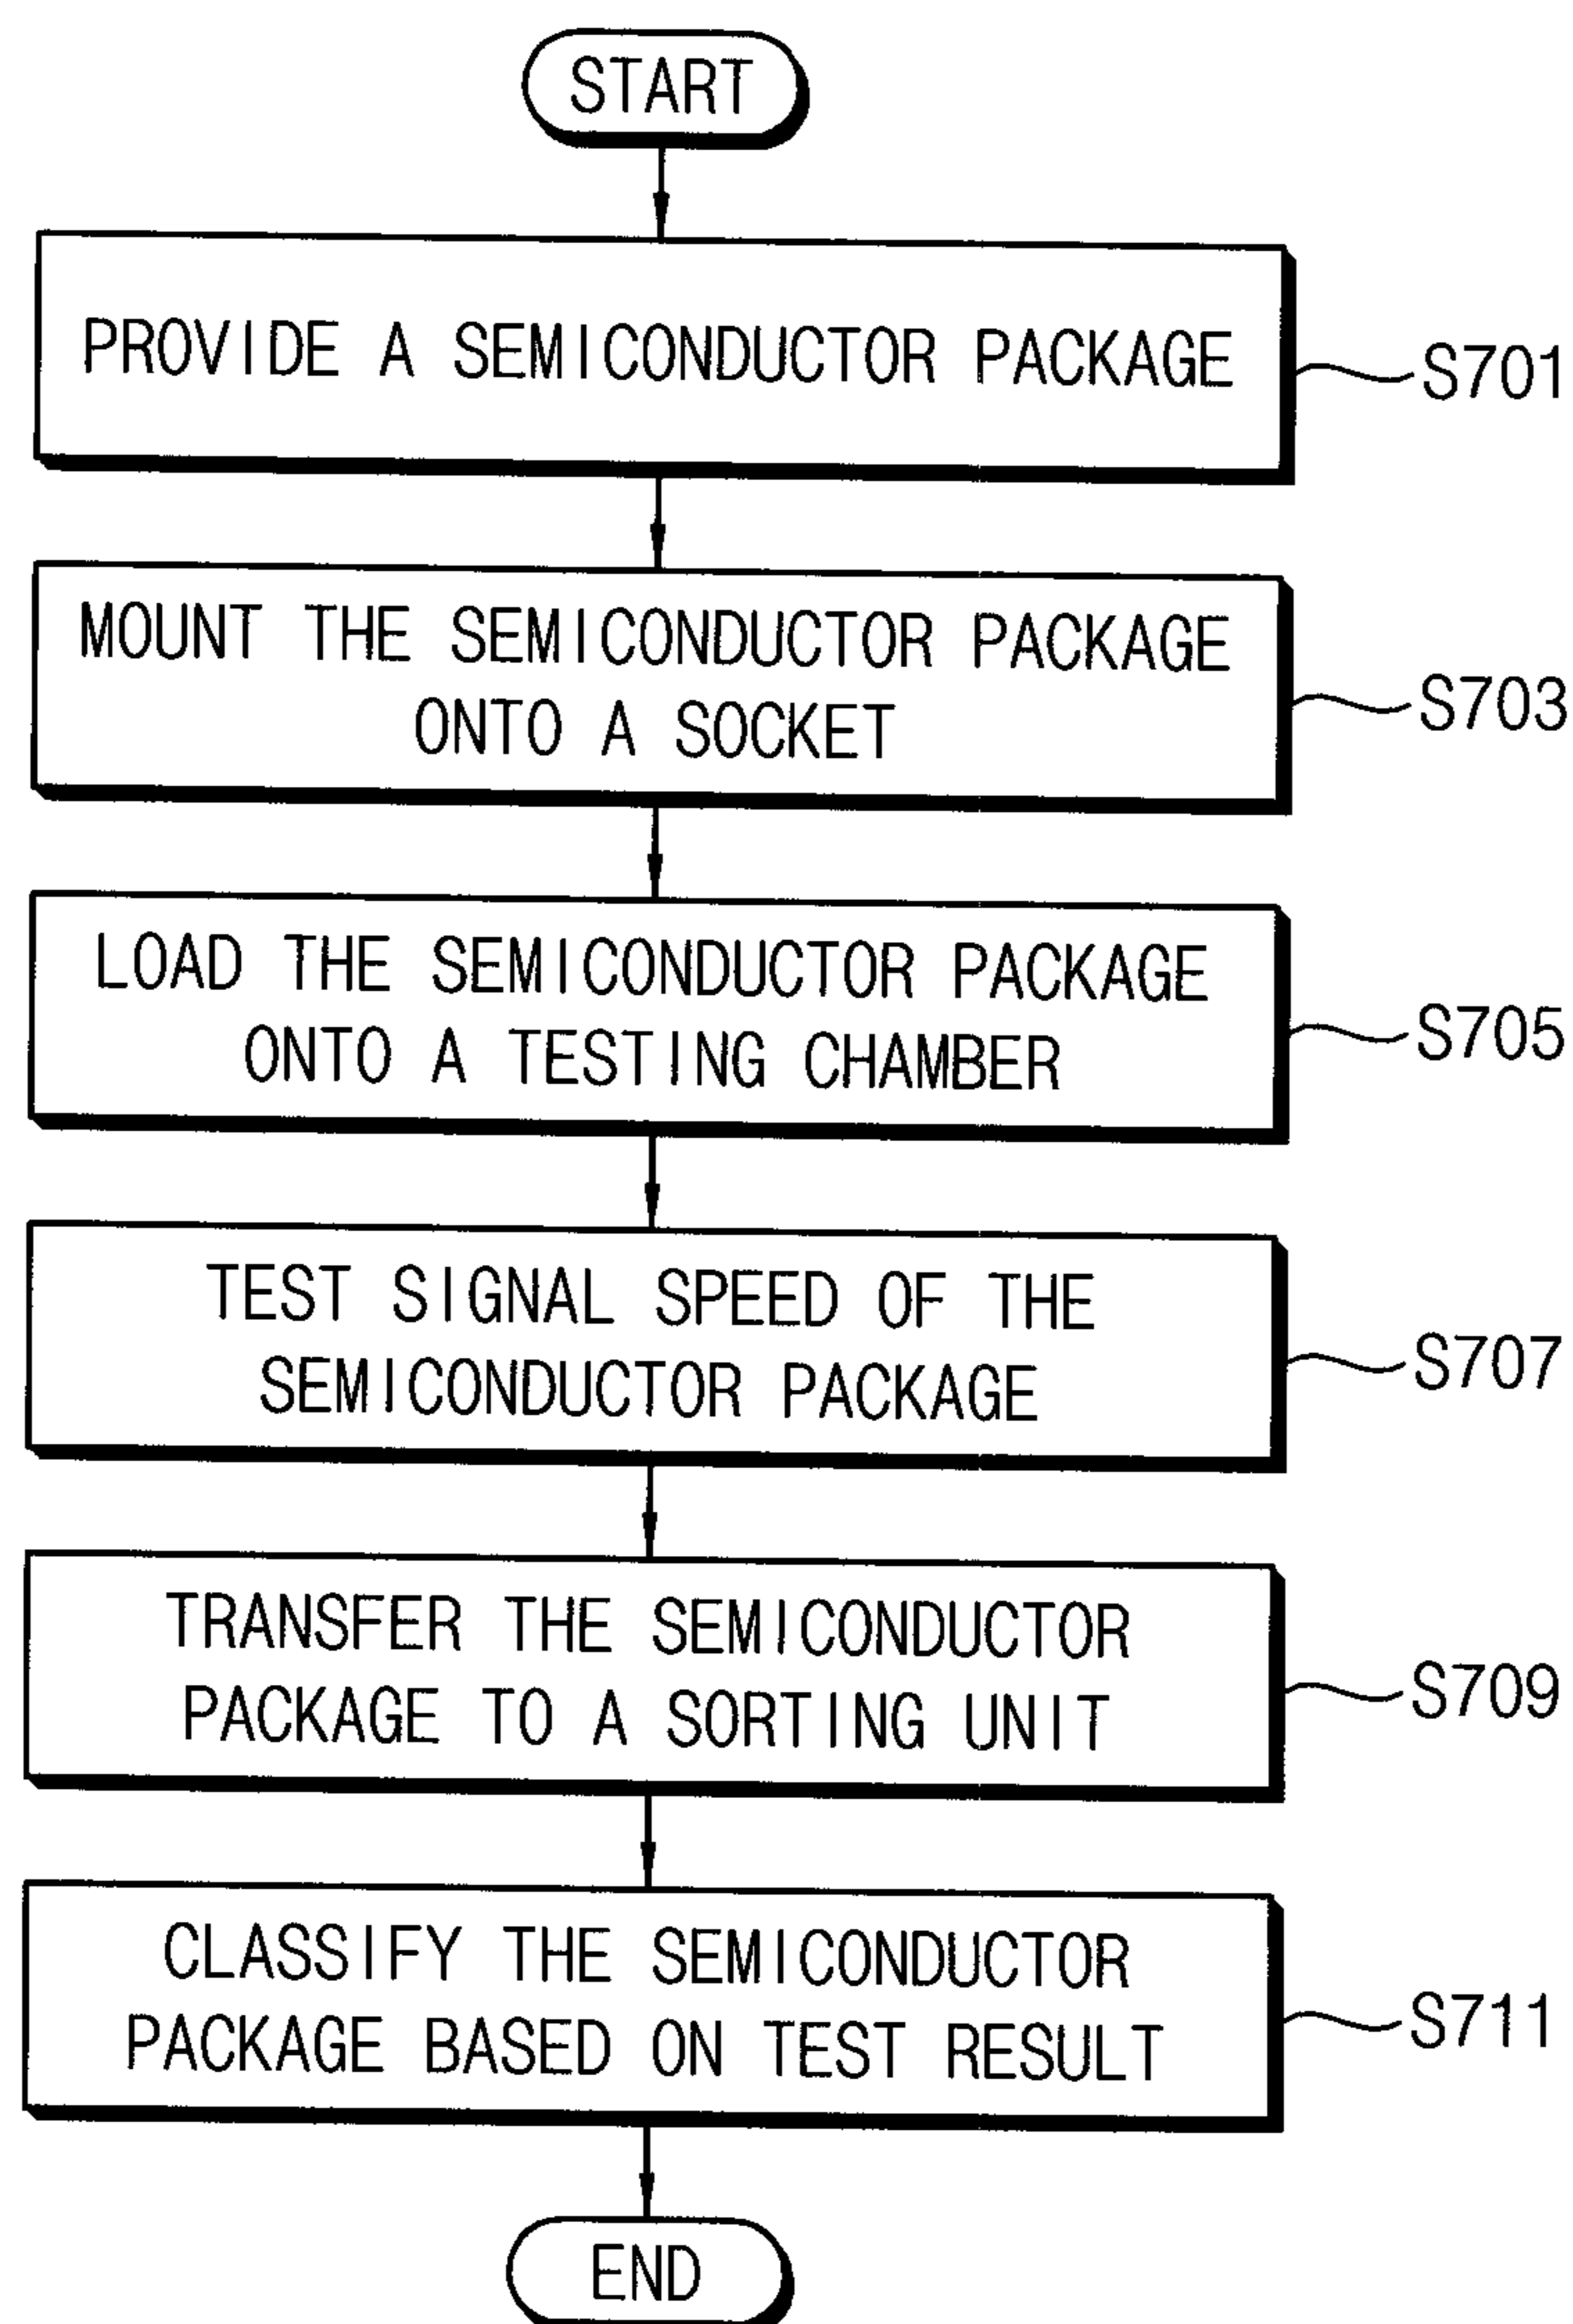 START
PROVIDE A SEMICONDUCTOR PACKAGE
S701
MOUNT THE SEMICONDUCTOR PACKAGE
ONTO A SOCKET
S703
LOAD THE SEMICONDUCTOR PACKAGE
ONTO A TESTING CHAMBER
S705
TEST SIGNAL SPEED OF THE
SEMICONDUCTOR PACKAGE
S707
TRANSFER THE SEMICONDUCTOR
PACKAGE TO A SORTING UNIT
S709
CLASSIFY THE SEMICONDUCTOR
PACKAGE BASED ON TEST RESULT
S711
END